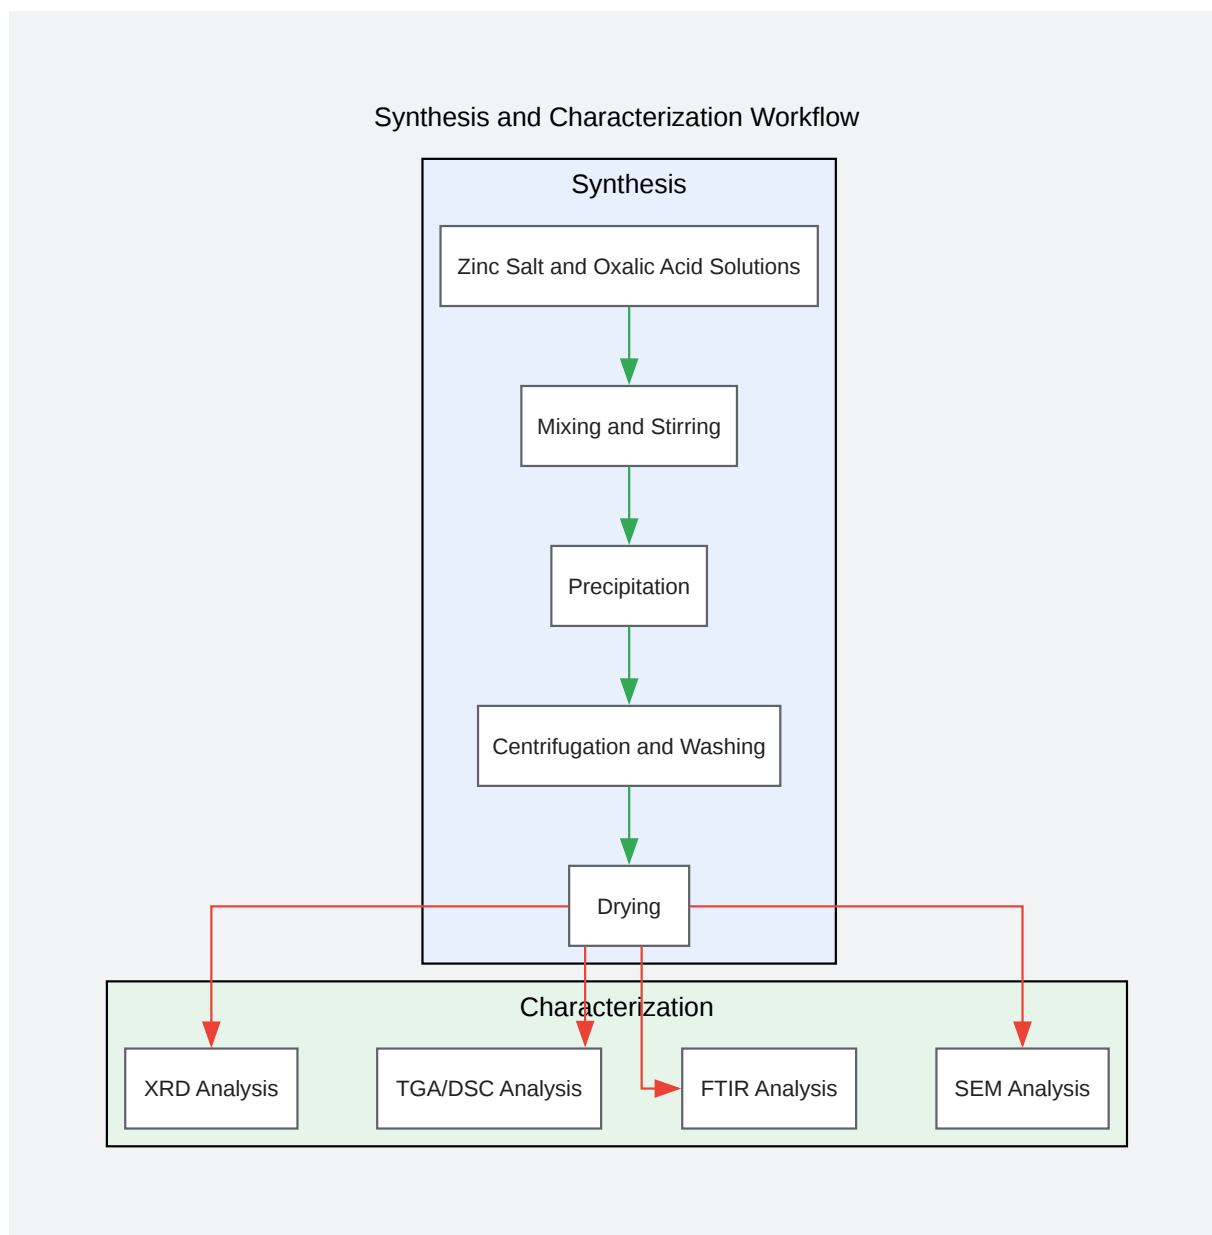 Synthesis and Characterization Workflow
Synthesis
Zinc Salt and Oxalic Acid Solutions
Mixing and Stirring
Precipitation
Centrifugation and Washing
Drying
Characterization
XRD Analysis
TGA/DSC Analysis
FTIR Analysis
SEM Analysis